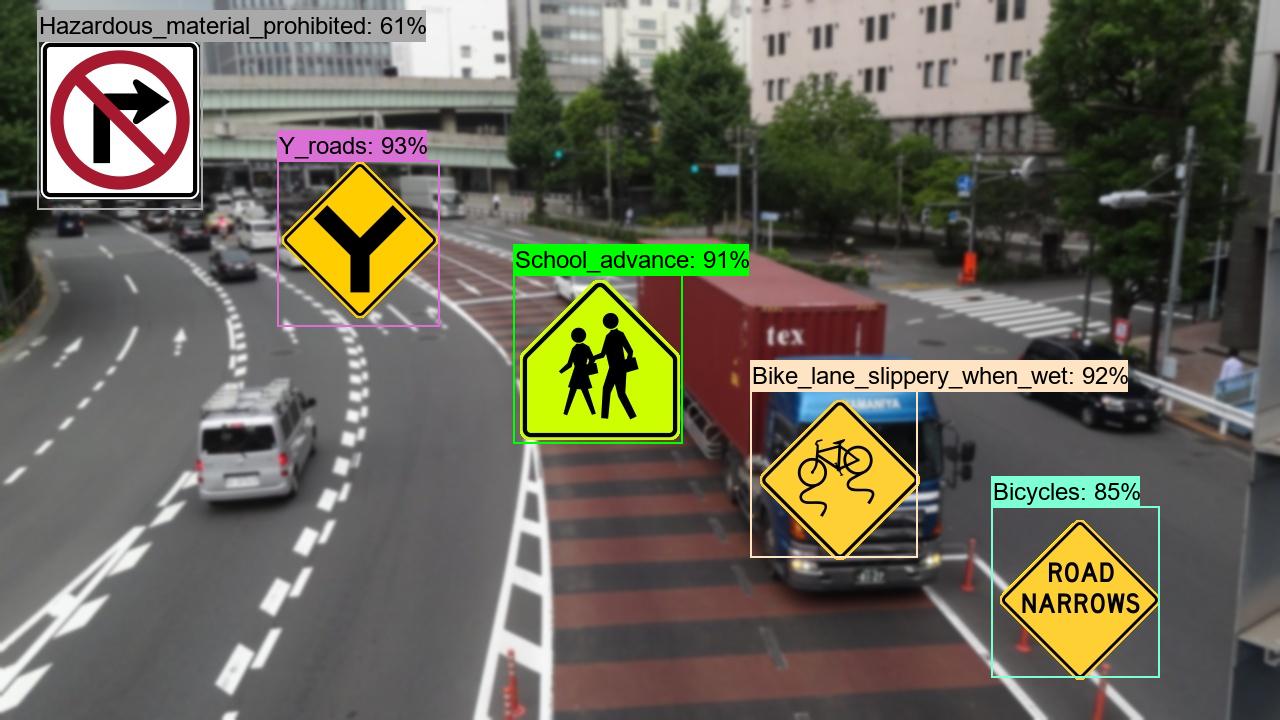 Hazardous_material_prohibited: 61%
Y_roads: 93%
School_advance: 91%
tex
Bike_lane_slippery_when_wet: 92%
Bicycles: 85%
ROAD
NARROWS